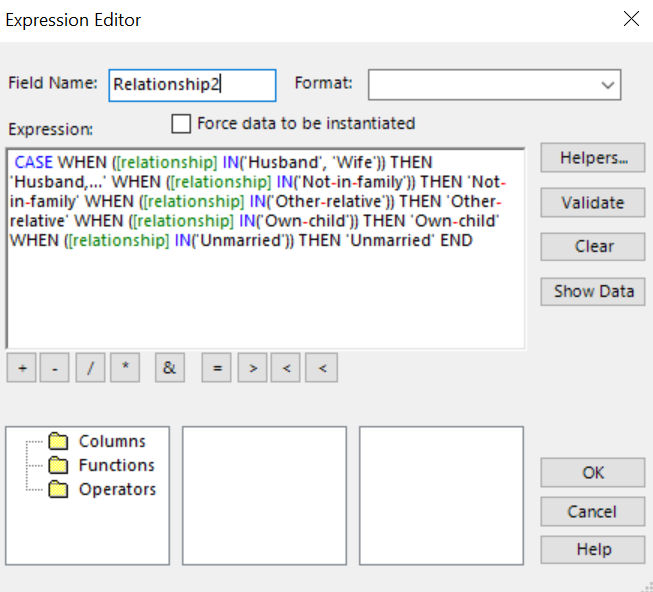 Expression Editor
Field Name: Relationship2 Format:
Expression: Force data to be instantiated
CASE WHEN ([relationship] IN('Husband', 'Wife')) THEN
'Husband,...' WHEN ([relationship] IN('Not-in-family')) THEN 'Not-
in-family' WHEN ([relationship] IN('Other-relative')) THEN 'Other-
relative' WHEN ([relationship] IN('Own-child')) THEN 'Own-child'
WHEN ([relationship] IN('Unmarried')) THEN 'Unmarried' END
Helpers...
Validate
Clear
Show Data
+ - / * & = > < <
Columns
Functions
Operators
OK
Cancel
Help